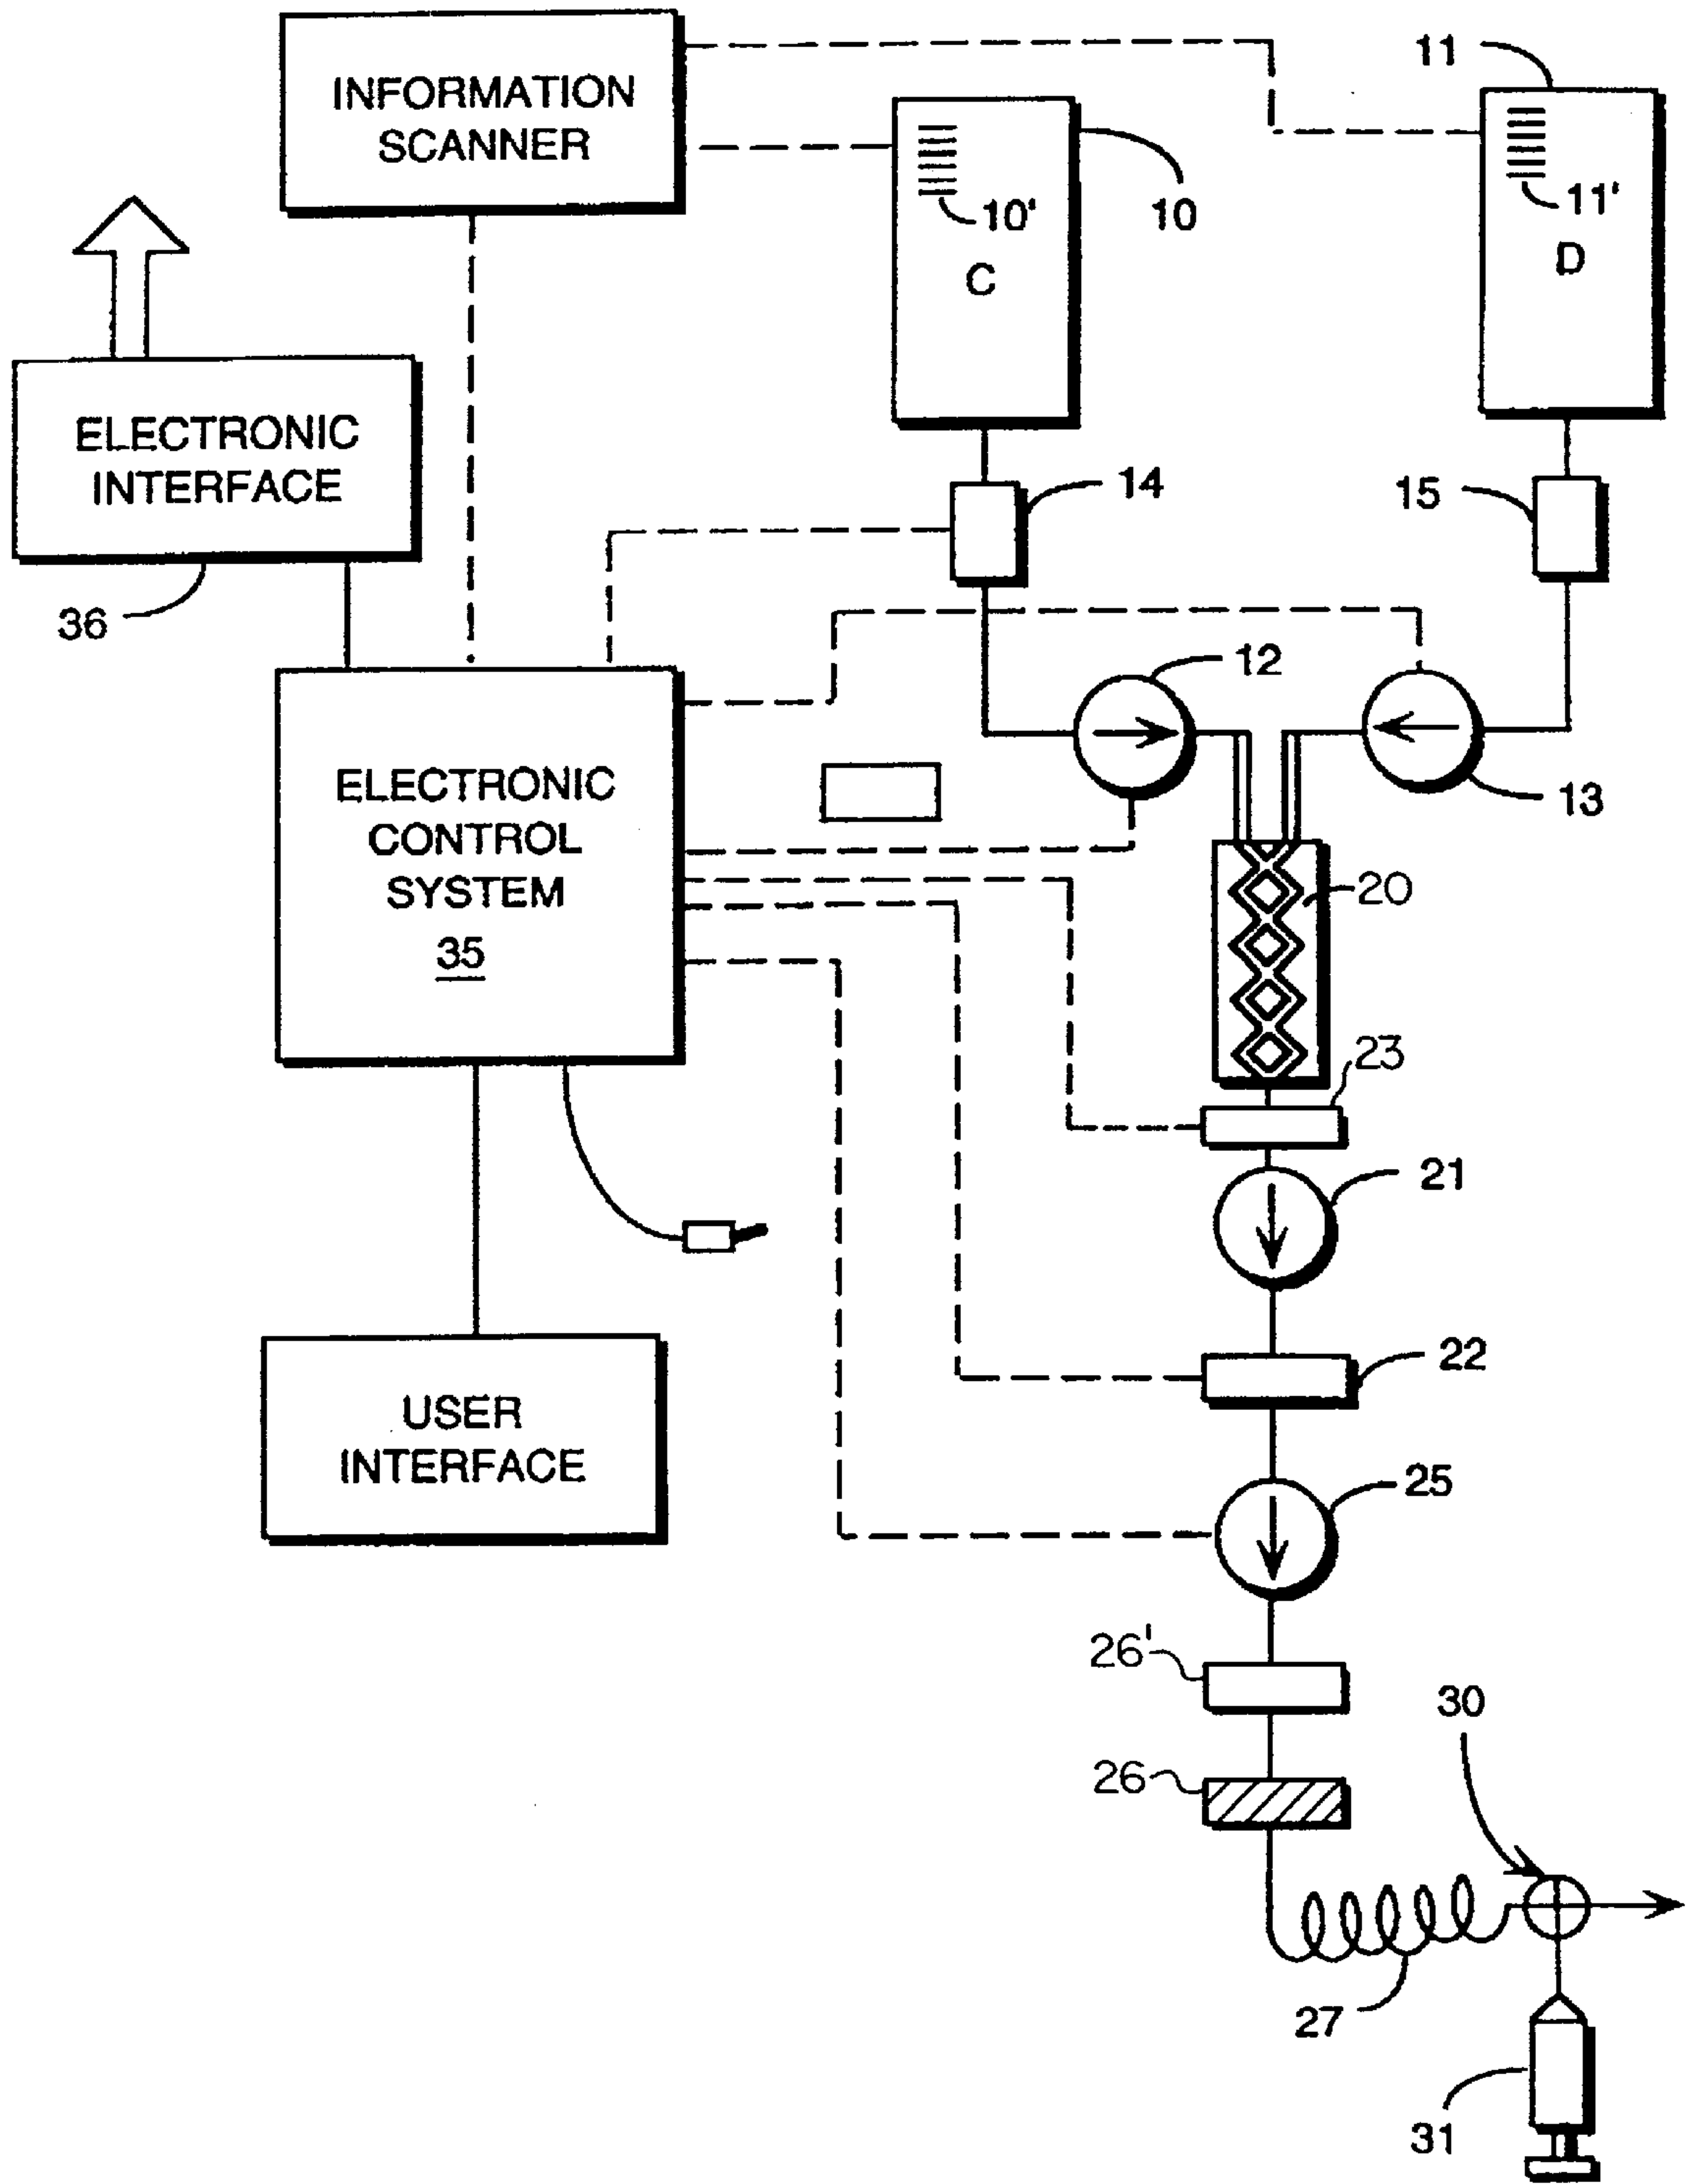 INFORMATION
SCANNER
11
10'
10
C
11'
D
ELECTRONIC
INTERFACE
14
15
36
12
13
ELECTRONIC
CONTROL
SYSTEM
35
20
23
21
22
USER
INTERFACE
25
26'
30
26
27
31